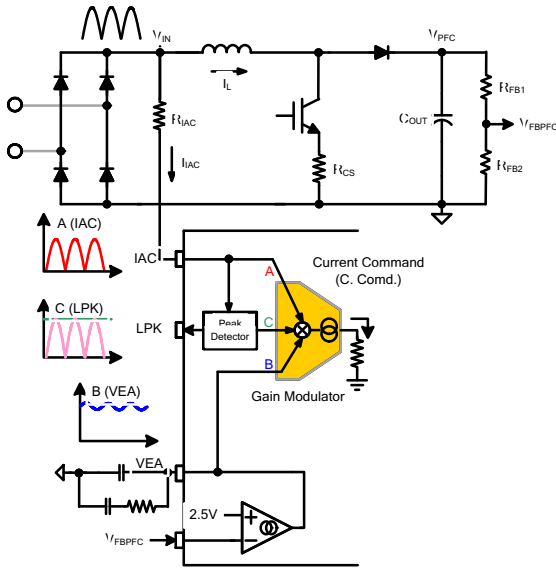 V_IN
V_PFC
I_L
R_IAC
I_IAC
C_OUT
R_FB1
V_FBPFC
R_FB2
R_CS
A (IAC)
IAC
Current Command
(C. Comd.)
A
C (LPK)
LPK
Peak
Detector
C
B
Gain Modulator
B (VEA)
VEA
2.5V
+
−
V_FBPFC